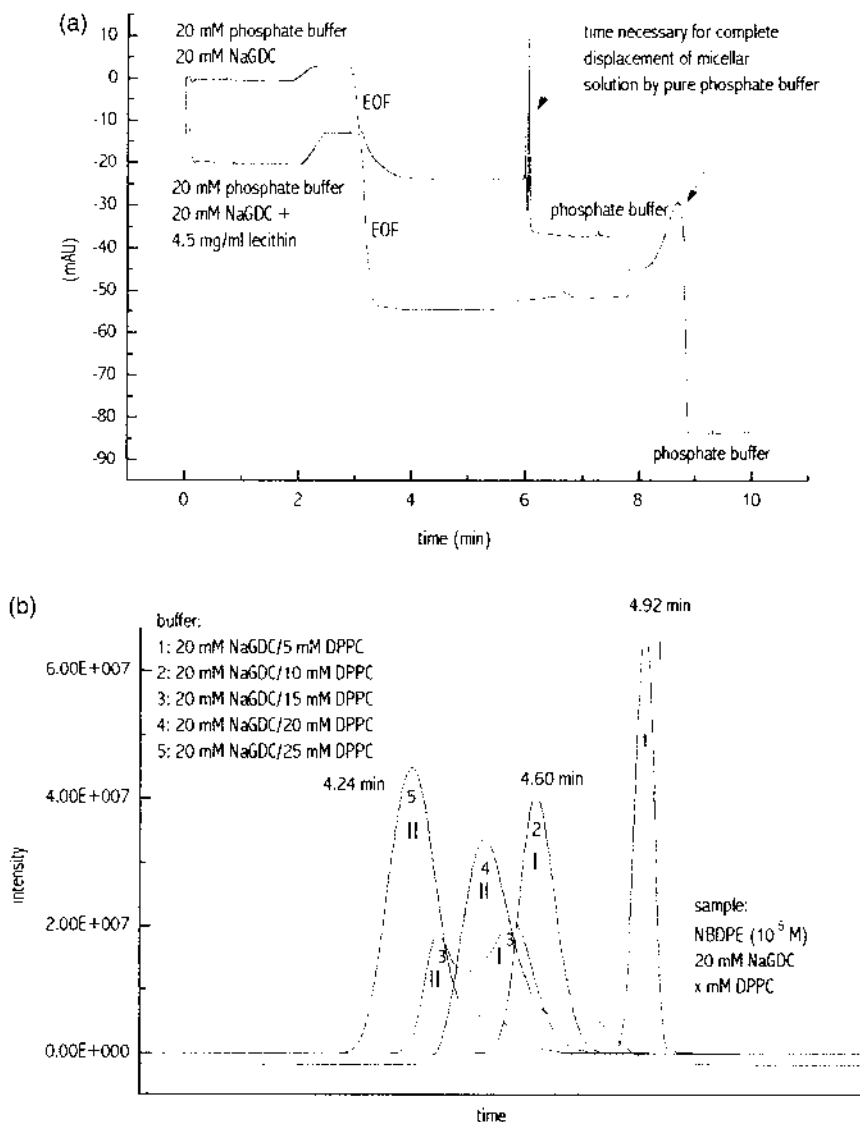 (a)
20 mM phosphate buffer
20 mM NaGDC
time necessary for complete
displacement of micellar
solution by pure phosphate buffer
EOF
20 mM phosphate buffer
20 mM NaGDC +
4.5 mg/ml lecithin
EOF
phosphate buffer
phosphate buffer
(mAU)
10
0
-10
-20
-30
-40
-50
-60
-70
-80
-90
0
2
4
6
8
10
time (min)
(b)
buffer:
1: 20 mM NaGDC/5 mM DPPC
2: 20 mM NaGDC/10 mM DPPC
3: 20 mM NaGDC/15 mM DPPC
4: 20 mM NaGDC/20 mM DPPC
5: 20 mM NaGDC/25 mM DPPC
4.92 min
4.24 min
4.60 min
5
II
4
II
2
I
1
I
3
II
3
I
sample:
NBDPE (10⁻⁵ M)
20 mM NaGDC
x mM DPPC
intensity
6.00E+007
4.00E+007
2.00E+007
0.00E+000
time